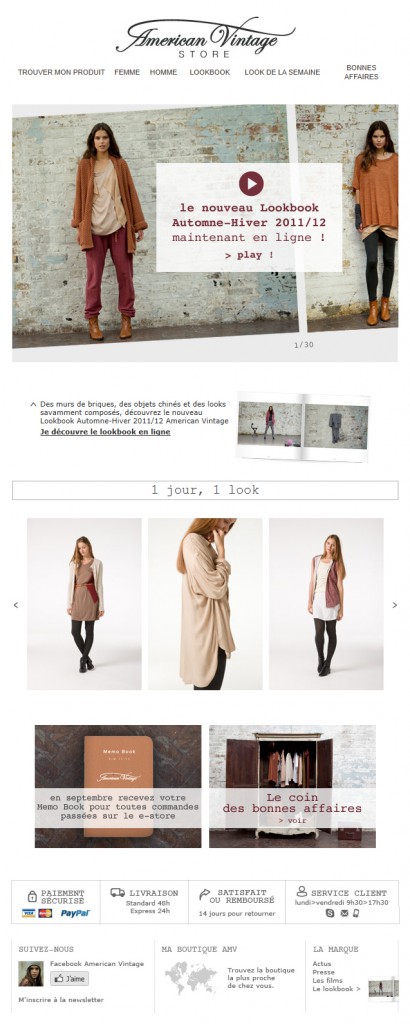 American Vintage
STORE
TROUVER MON PRODUIT FEMME HOMME LOOKBOOK LOOK DE LA SEMAINE BONNES AFFAIRES
le nouveau Lookbook
Automne-Hiver 2011/12
maintenant en ligne !
> play !
1/30
Des murs de briques, des objets chinés et des looks
savamment composés, découvrez le nouveau
Lookbook Automne-Hiver 2011/12 American Vintage
Je découvre le lookbook en ligne
1 jour, 1 look
Memo Book
American Vintage
en septembre recevez votre
Memo Book pour toutes commandes
passées sur le e-store
Le coin
des bonnes affaires
> voir
PAIEMENT
SÉCURISÉ
VISA PayPal
LIVRAISON
Standard 48h
Express 24h
SATISFAIT
OU REMBOURSÉ
14 jours pour retourner
SERVICE CLIENT
lundi>vendredi 9h30>17h30
SUIVEZ-NOUS
Facebook American Vintage
J'aime
M'inscrire à la newsletter
MA BOUTIQUE AMV
Trouvez la boutique
la plus proche
de chez vous.
LA MARQUE
Actus
Presse
Les films
Le lookbook >